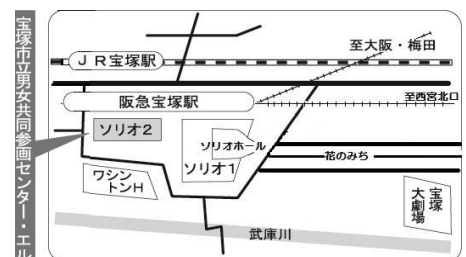 宝塚市立男女共同参画センター・エル
ＪＲ宝塚駅
至大阪・梅田
阪急宝塚駅
至西宮北口
ソリオ2
ソリオホール
ソリオ1
花のみち
ワシン
トンH
宝塚
大劇場
武庫川